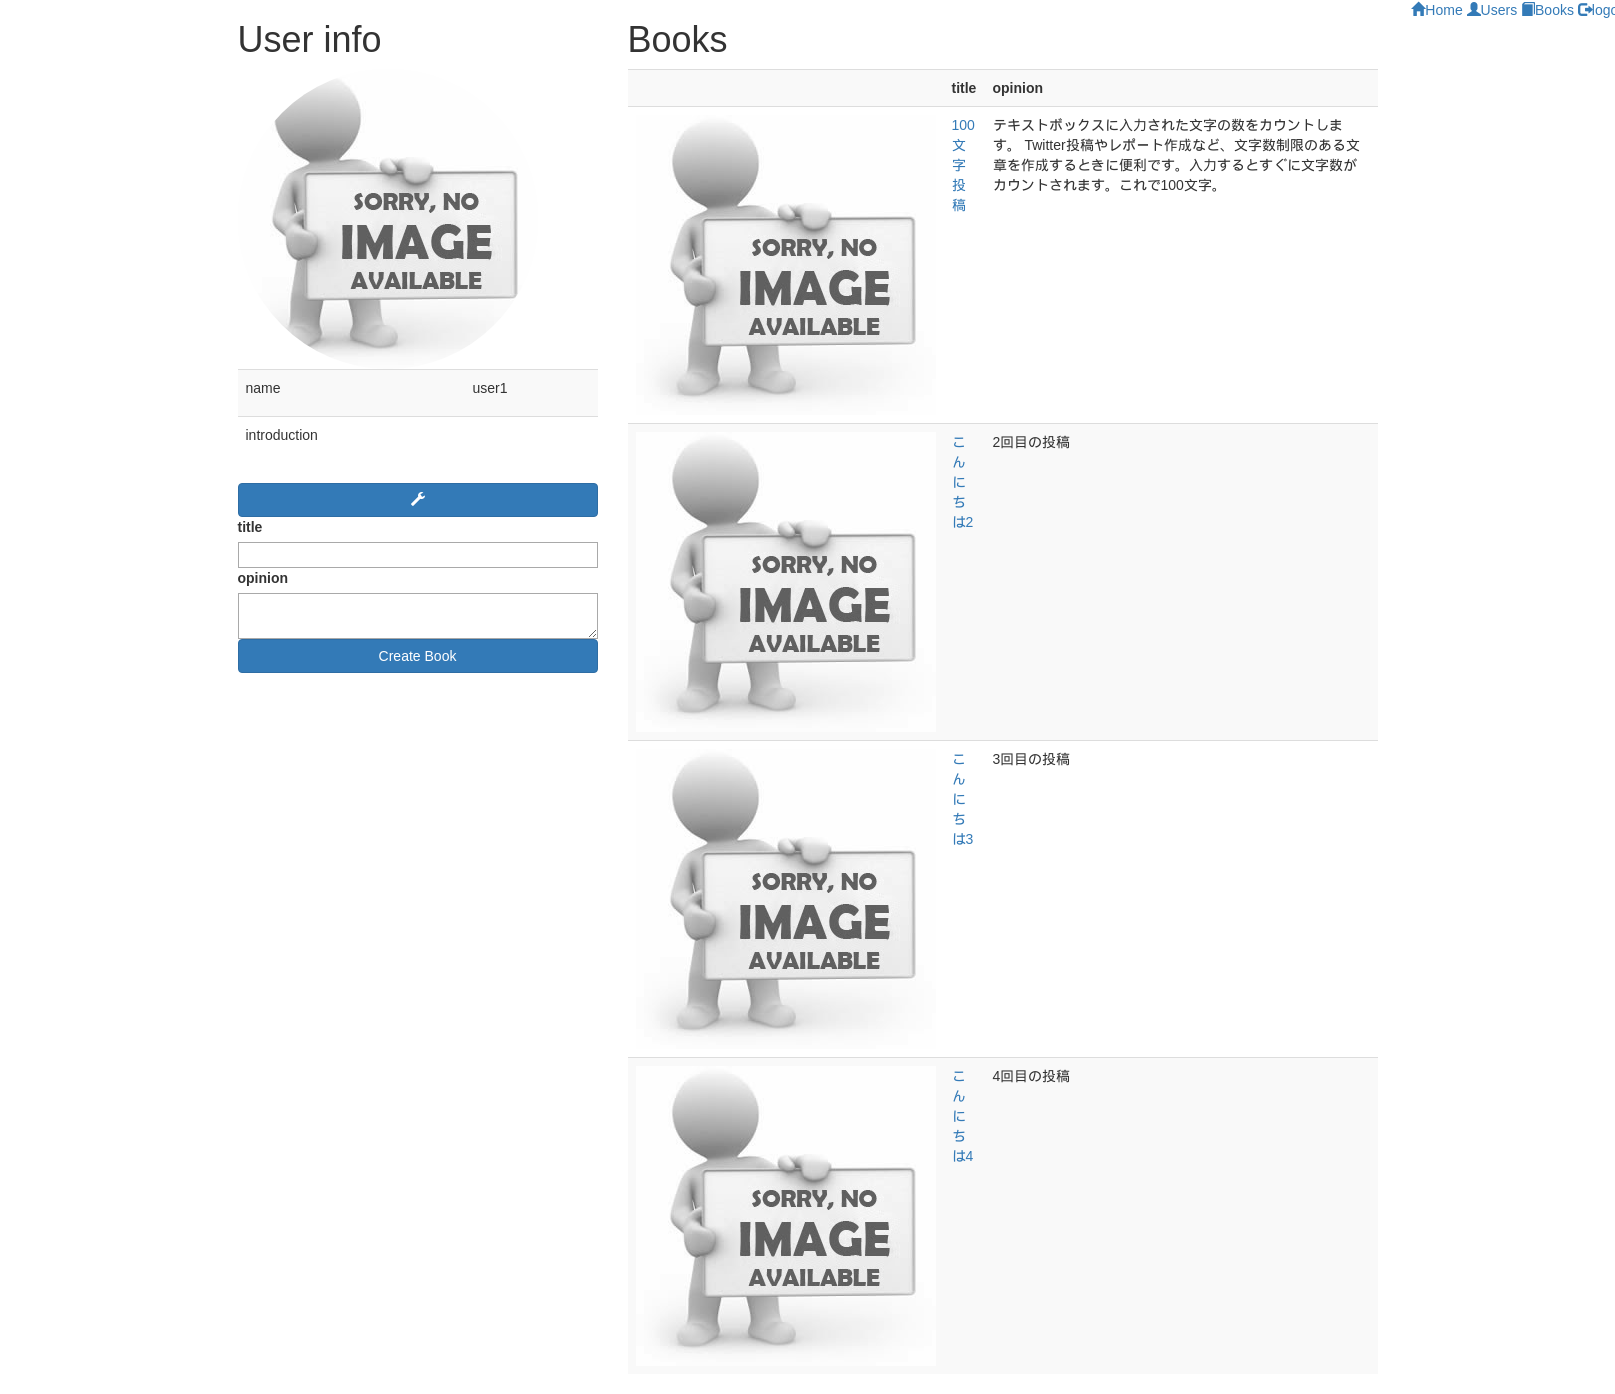 Home Users Books logo
User info
SORRY, NO
IMAGE
AVAILABLE
name user1
introduction
title
opinion
Create Book
Books
title opinion
SORRY, NO
IMAGE
AVAILABLE
100
文
字
投
稿
テキストボックスに入力された文字の数をカウントしま
す。 Twitter投稿やレポート作成など、文字数制限のある文
章を作成するときに便利です。入力するとすぐに文字数が
カウントされます。これで100文字。
SORRY, NO
IMAGE
AVAILABLE
こ
ん
に
ち
は2
2回目の投稿
SORRY, NO
IMAGE
AVAILABLE
こ
ん
に
ち
は3
3回目の投稿
SORRY, NO
IMAGE
AVAILABLE
こ
ん
に
ち
は4
4回目の投稿